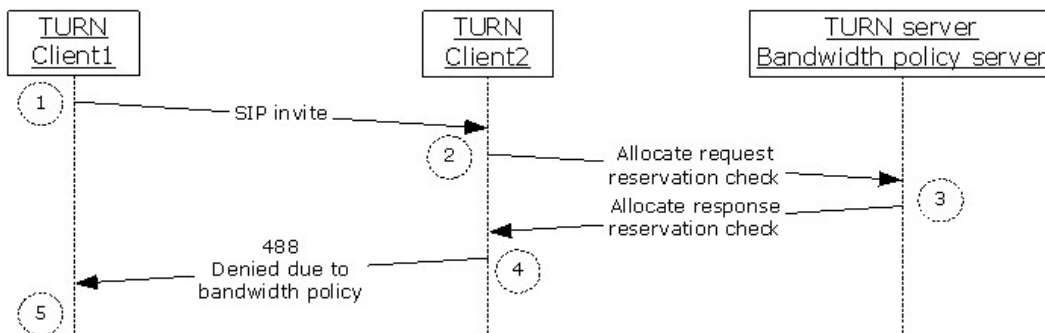 TURN
Client1
TURN
Client2
TURN server
Bandwidth policy server
1
SIP invite
2
Allocate request
reservation check
3
Allocate response
reservation check
488
Denied due to
bandwidth policy
4
5